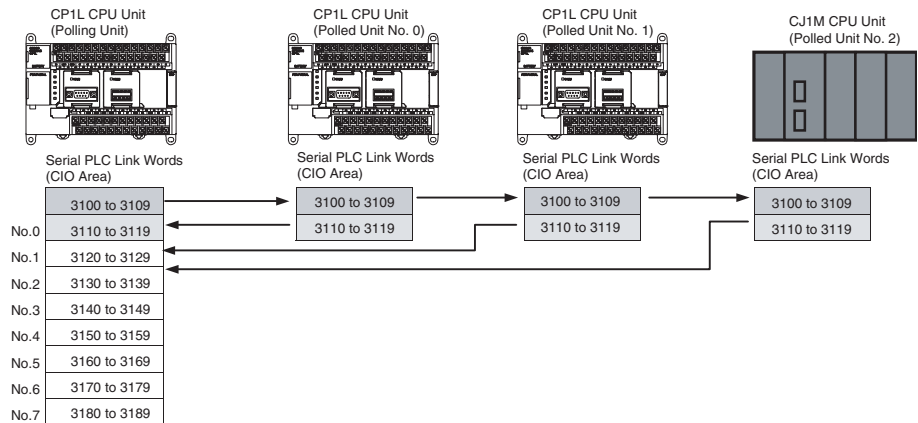 CP1L CPU Unit
(Polling Unit)
CP1L CPU Unit
(Polled Unit No. 0)
CP1L CPU Unit
(Polled Unit No. 1)
CJ1M CPU Unit
(Polled Unit No. 2)
Serial PLC Link Words
(CIO Area)
Serial PLC Link Words
(CIO Area)
Serial PLC Link Words
(CIO Area)
Serial PLC Link Words
(CIO Area)
3100 to 3109
3100 to 3109
3100 to 3109
3100 to 3109
No.0 3110 to 3119
3110 to 3119
3110 to 3119
3110 to 3119
No.1 3120 to 3129
No.2 3130 to 3139
No.3 3140 to 3149
No.4 3150 to 3159
No.5 3160 to 3169
No.6 3170 to 3179
No.7 3180 to 3189